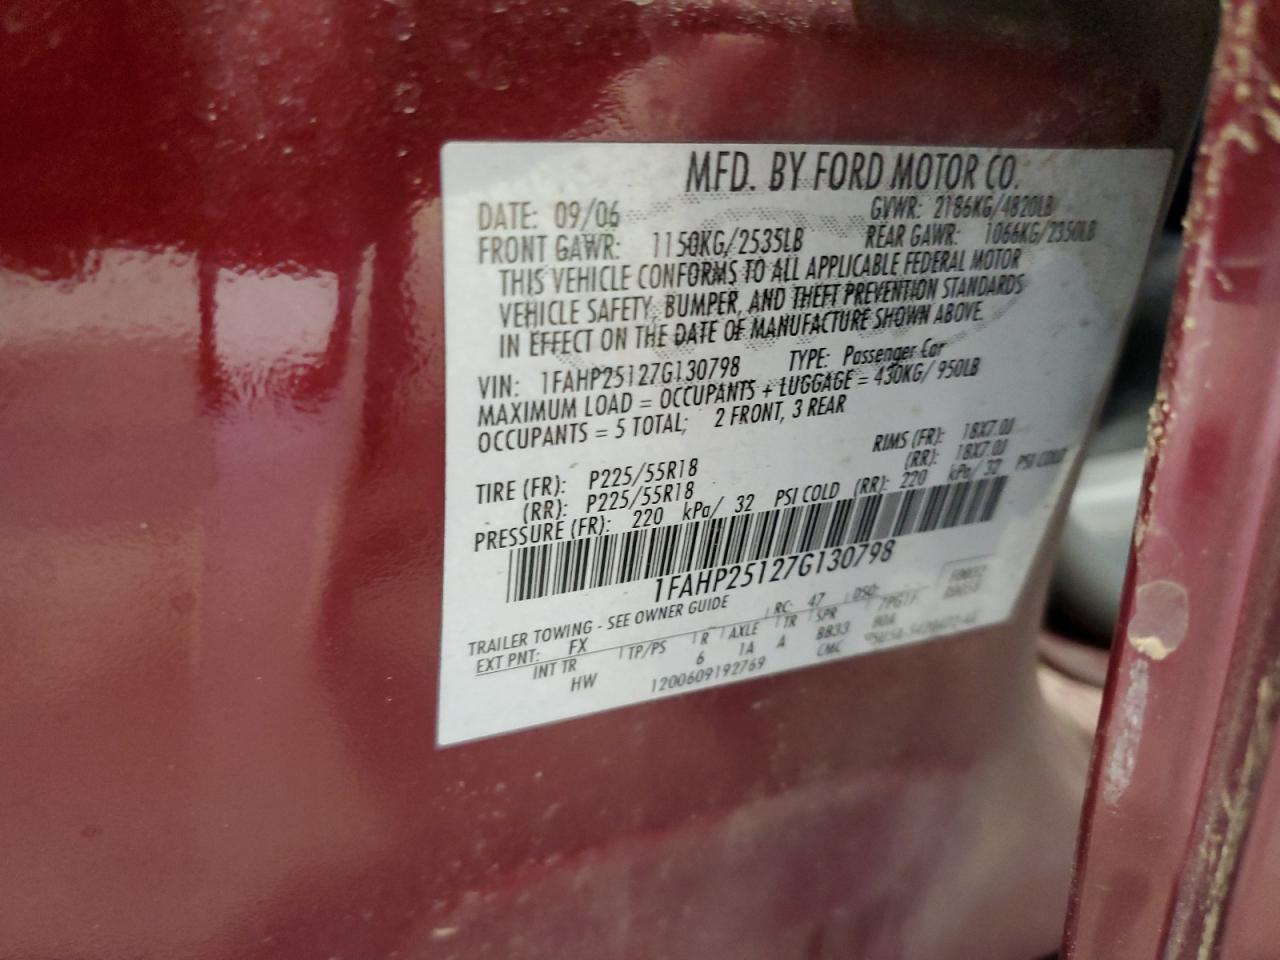 MFD. BY FORD MOTOR CO.
DATE: 09/06 GVWR: 2186KG/4820LB
FRONT GAWR: 1150KG/2535LB REAR GAWR: 1066KG/2350LB
THIS VEHICLE CONFORMS TO ALL APPLICABLE FEDERAL MOTOR
VEHICLE SAFETY, BUMPER, AND THEFT PREVENTION STANDARDS
IN EFFECT ON THE DATE OF MANUFACTURE SHOWN ABOVE.
VIN: 1FAHP25127G130798 TYPE: Passenger Car
MAXIMUM LOAD = OCCUPANTS + LUGGAGE = 430KG/ 950LB
OCCUPANTS = 5 TOTAL; 2 FRONT, 3 REAR
TIRE (FR): P225/55R18 RIMS (FR): 18X7.0J
(RR): P225/55R18 (RR): 18X7.0J
PRESSURE (FR): 220 kPa/ 32 PSI COLD (RR): 220 kPa/ 32 PSI COLD
1FAHP25127G130798
TRAILER TOWING - SEE OWNER GUIDE
EXT PNT: FX RC: 47 DSO:
INT TR TP/PS R AXLE TR SPR
HW 6 1A A BB33
1200609192769 CMC